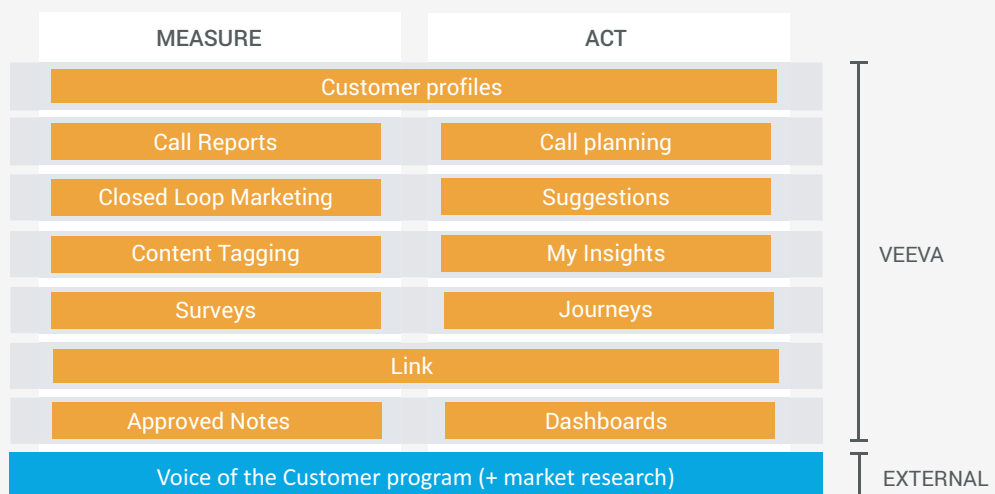 MEASURE
ACT
Customer profiles
Call Reports
Call planning
Closed Loop Marketing
Suggestions
Content Tagging
My Insights
VEEVA
Surveys
Journeys
Link
Approved Notes
Dashboards
Voice of the Customer program (+ market research)
EXTERNAL